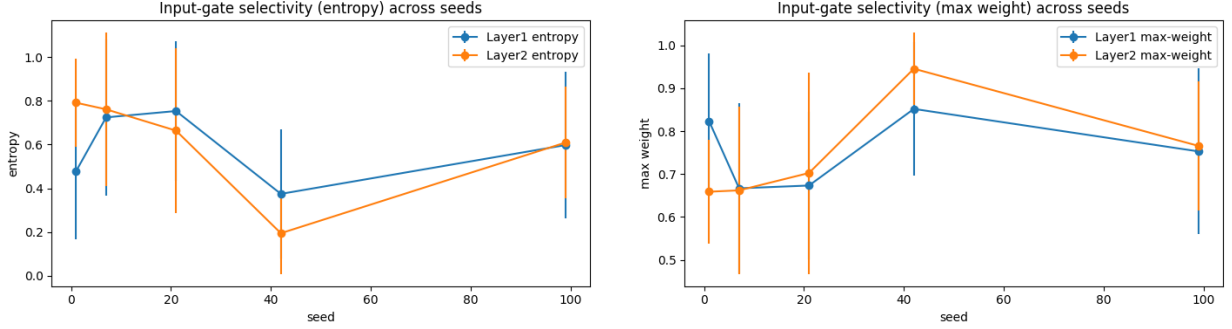 Input-gate selectivity (entropy) across seeds
Layer1 entropy
Layer2 entropy
1.0
0.8
0.6
0.4
0.2
0.0
entropy
0
20
40
60
80
100
seed
Input-gate selectivity (max weight) across seeds
Layer1 max-weight
Layer2 max-weight
1.0
0.9
0.8
0.7
0.6
0.5
max weight
0
20
40
60
80
100
seed